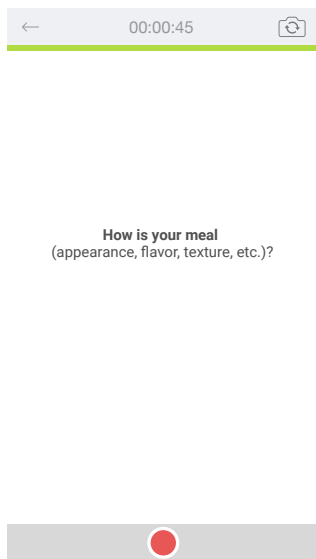 00:00:45
How is your meal
(appearance, flavor, texture, etc.)?